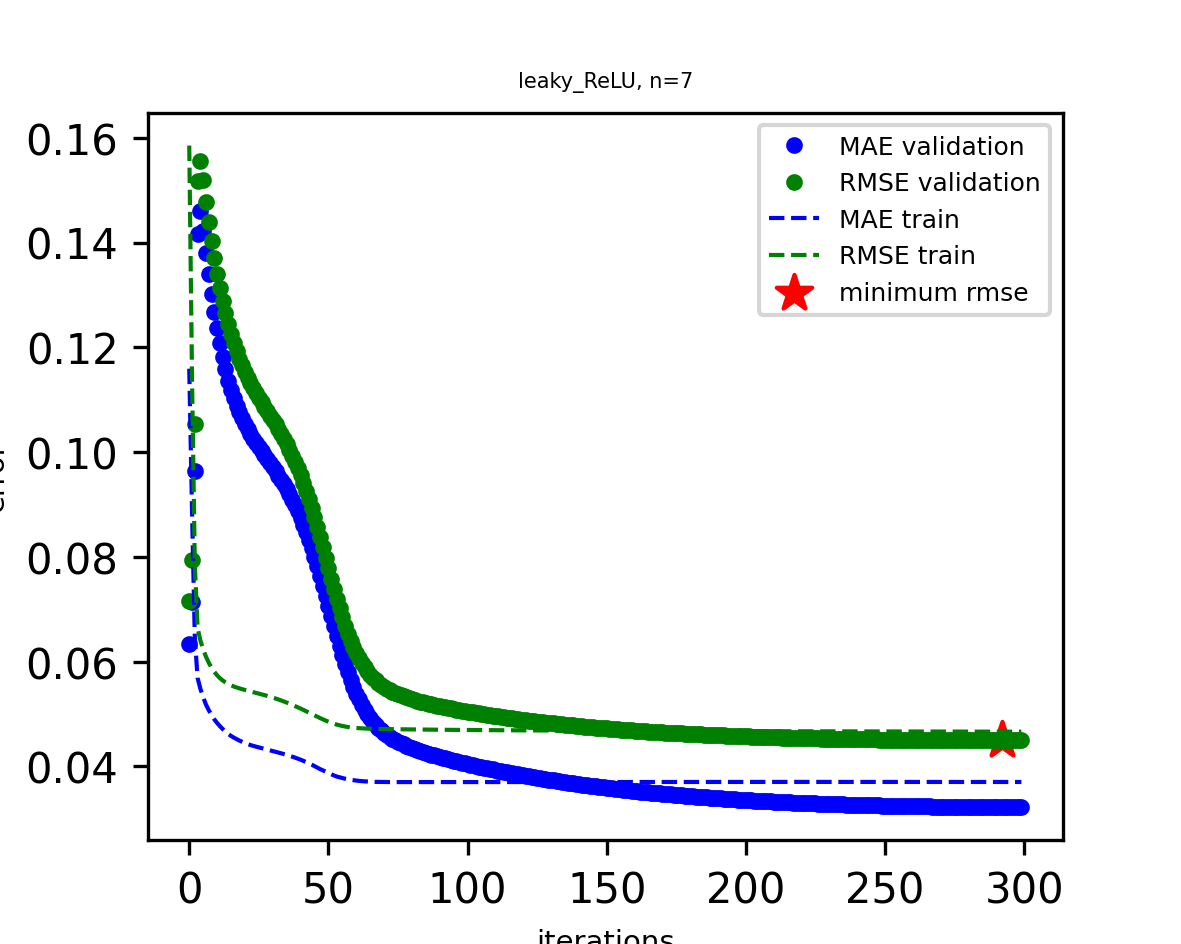 leaky_ReLU, n=7
0.16
0.14
0.12
0.10
0.08
0.06
0.04
MAE validation
RMSE validation
MAE train
RMSE train
minimum rmse
0 50 100 150 200 250 300
iterations